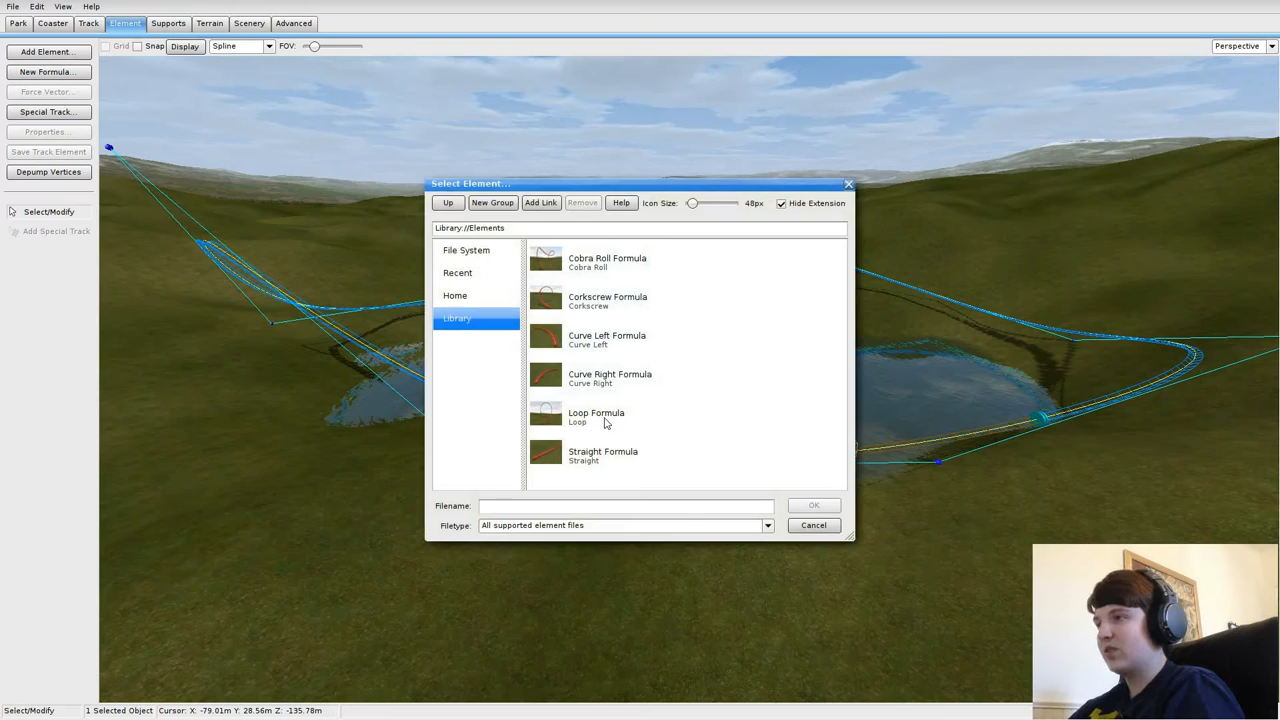 File Edit View Help
Park Coaster Track Element Supports Terrain Scenery Advanced
Grid Snap Display Spline FOV: Perspective
Add Element...
New Formula...
Force Vector...
Special Track...
Properties...
Save Track Element
Depump Vertices
Select/Modify
Add Special Track
Select Element...
Up New Group Add Link Remove Help Icon Size: 48px Hide Extension
Library://Elements
File System
Recent
Home
Library
Cobra Roll Formula
Cobra Roll
Corkscrew Formula
Corkscrew
Curve Left Formula
Curve Left
Curve Right Formula
Curve Right
Loop Formula
Loop
Straight Formula
Straight
Filename: OK
Filetype: All supported element files Cancel
Select/Modify 1 Selected Object Cursor: X: -79.01m Y: 28.56m Z: -135.78m